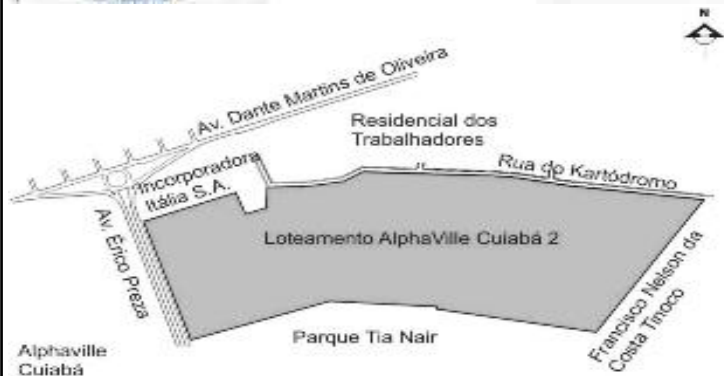 N
Av. Dante Martins de Oliveira
Residencial dos
Trabalhadores
Rua do Kartódromo
Incorporadora
Itália S.A.
Av. Érico Preza
Loteamento AlphaVille Cuiabá 2
Francisco Nelson da
Costa Tinoco
Parque Tia Nair
Alphaville
Cuiabá